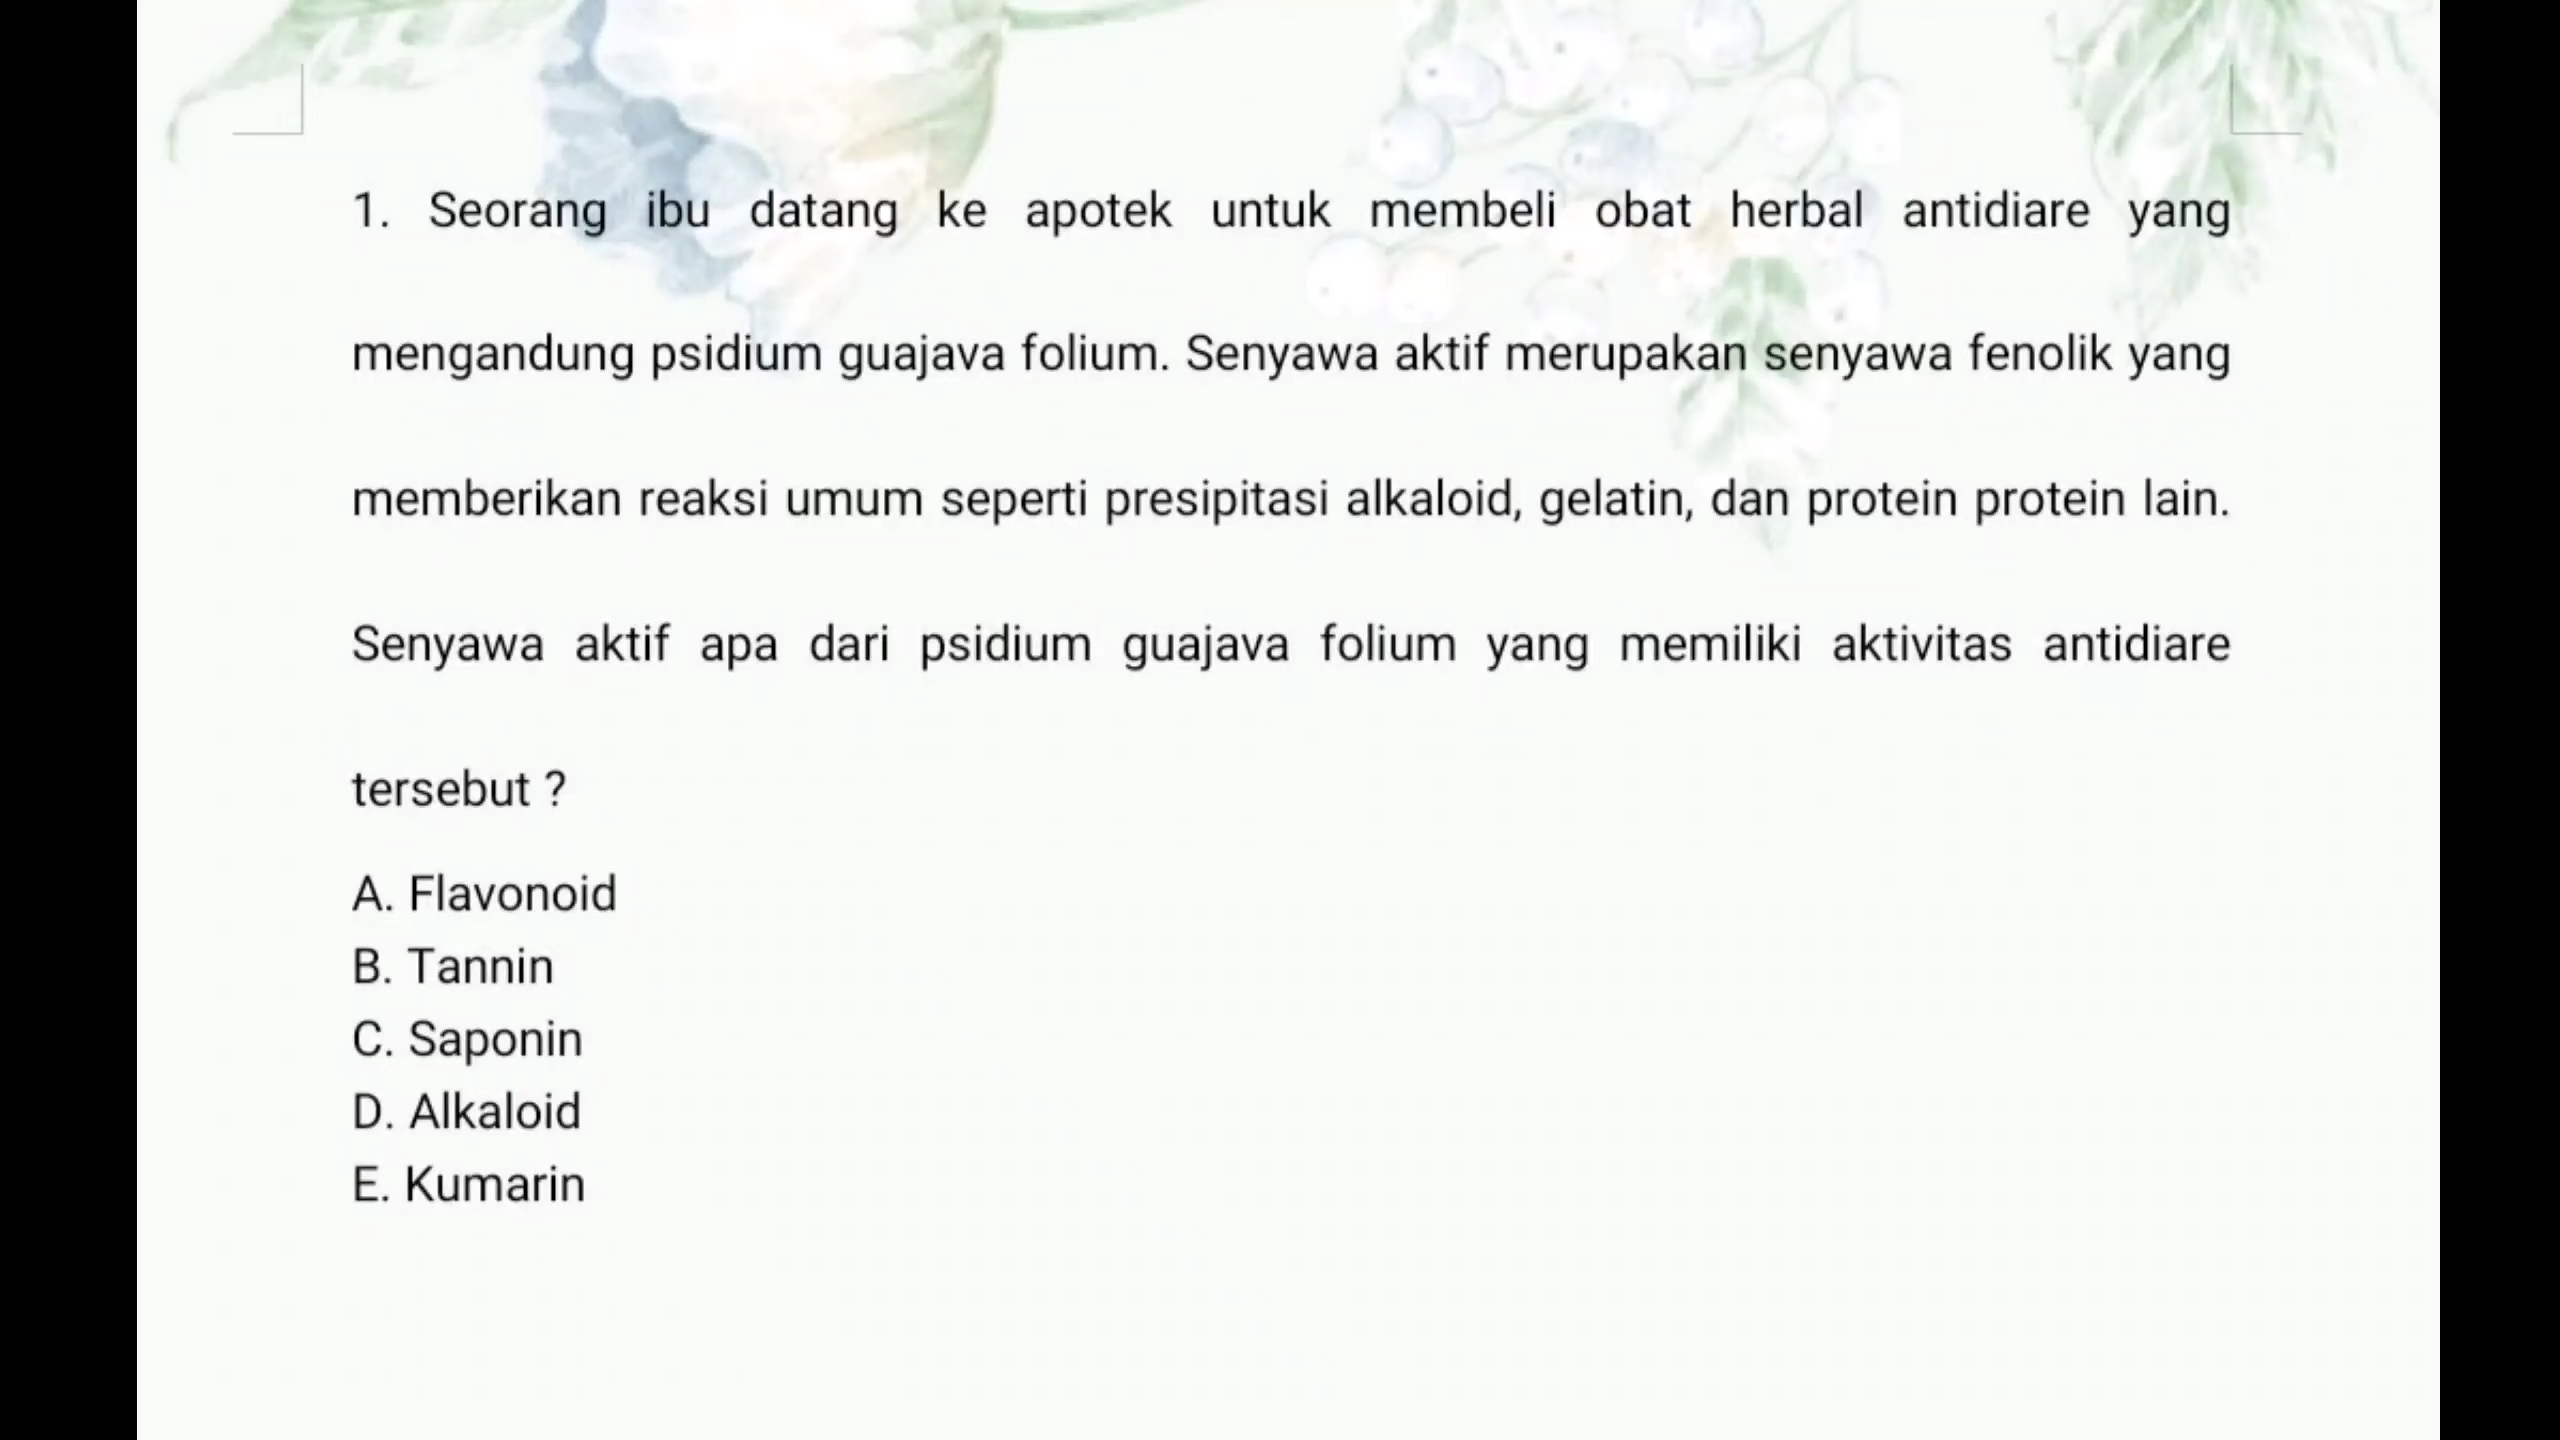 1. Seorang ibu datang ke apotek untuk membeli obat herbal antidiare yang
mengandung psidium guajava folium. Senyawa aktif merupakan senyawa fenolik yang
memberikan reaksi umum seperti presipitasi alkaloid, gelatin, dan protein protein lain.
Senyawa aktif apa dari psidium guajava folium yang memiliki aktivitas antidiare
tersebut ?
A. Flavonoid
B. Tannin
C. Saponin
D. Alkaloid
E. Kumarin